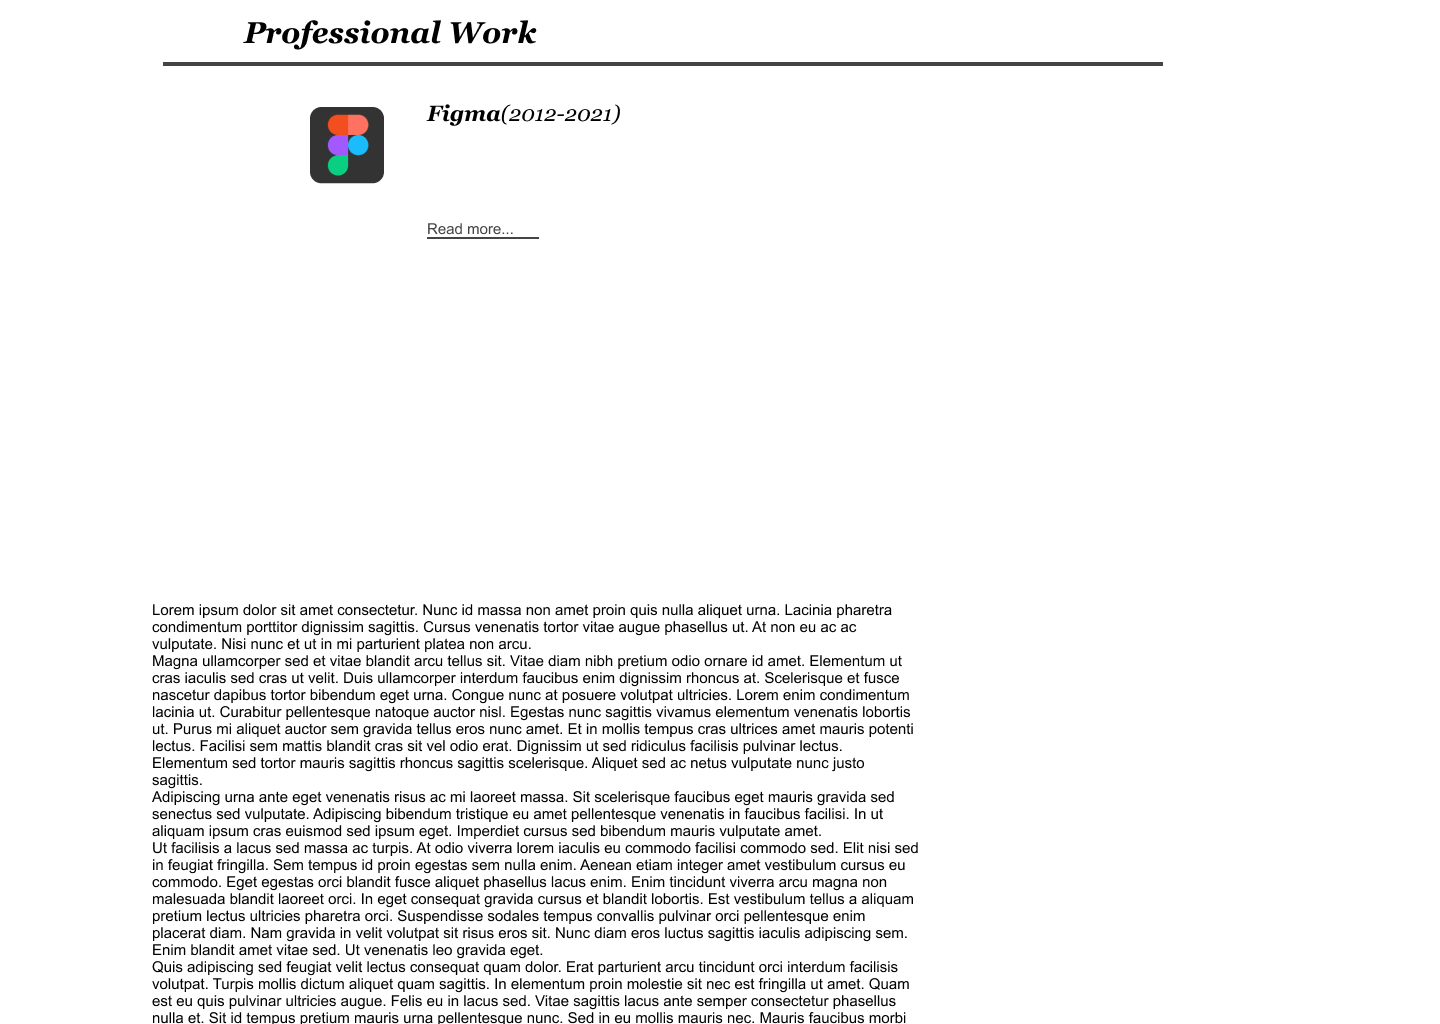 Professional Work
Figma(2012-2021)
Read more...
Lorem ipsum dolor sit amet consectetur. Nunc id massa non amet proin quis nulla aliquet urna. Lacinia pharetra
condimentum porttitor dignissim sagittis. Cursus venenatis tortor vitae augue phasellus ut. At non eu ac ac
vulputate. Nisi nunc et ut in mi parturient platea non arcu.
Magna ullamcorper sed et vitae blandit arcu tellus sit. Vitae diam nibh pretium odio ornare id amet. Elementum ut
cras iaculis sed cras ut velit. Duis ullamcorper interdum faucibus enim dignissim rhoncus at. Scelerisque et fusce
nascetur dapibus tortor bibendum eget urna. Congue nunc at posuere volutpat ultricies. Lorem enim condimentum
lacinia ut. Curabitur pellentesque natoque auctor nisl. Egestas nunc sagittis vivamus elementum venenatis lobortis
ut. Purus mi aliquet auctor sem gravida tellus eros nunc amet. Et in mollis tempus cras ultrices amet mauris potenti
lectus. Facilisi sem mattis blandit cras sit vel odio erat. Dignissim ut sed ridiculus facilisis pulvinar lectus.
Elementum sed tortor mauris sagittis rhoncus sagittis scelerisque. Aliquet sed ac netus vulputate nunc justo
sagittis.
Adipiscing urna ante eget venenatis risus ac mi laoreet massa. Sit scelerisque faucibus eget mauris gravida sed
senectus sed vulputate. Adipiscing bibendum tristique eu amet pellentesque venenatis in faucibus facilisi. In ut
aliquam ipsum cras euismod sed ipsum eget. Imperdiet cursus sed bibendum mauris vulputate amet.
Ut facilisis a lacus sed massa ac turpis. At odio viverra lorem iaculis eu commodo facilisi commodo sed. Elit nisi sed
in feugiat fringilla. Sem tempus id proin egestas sem nulla enim. Aenean etiam integer amet vestibulum cursus eu
commodo. Eget egestas orci blandit fusce aliquet phasellus lacus enim. Enim tincidunt viverra arcu magna non
malesuada blandit laoreet orci. In eget consequat gravida cursus et blandit lobortis. Est vestibulum tellus a aliquam
pretium lectus ultricies pharetra orci. Suspendisse sodales tempus convallis pulvinar orci pellentesque enim
placerat diam. Nam gravida in velit volutpat sit risus eros sit. Nunc diam eros luctus sagittis iaculis adipiscing sem.
Enim blandit amet vitae sed. Ut venenatis leo gravida eget.
Quis adipiscing sed feugiat velit lectus consequat quam dolor. Erat parturient arcu tincidunt orci interdum facilisis
volutpat. Turpis mollis dictum aliquet quam sagittis. In elementum proin molestie sit nec est fringilla ut amet. Quam
est eu quis pulvinar ultricies augue. Felis eu in lacus sed. Vitae sagittis lacus ante semper consectetur phasellus
nulla et. Sit id tempus pretium mauris urna pellentesque nunc. Sed in eu mollis mauris nec. Mauris faucibus morbi